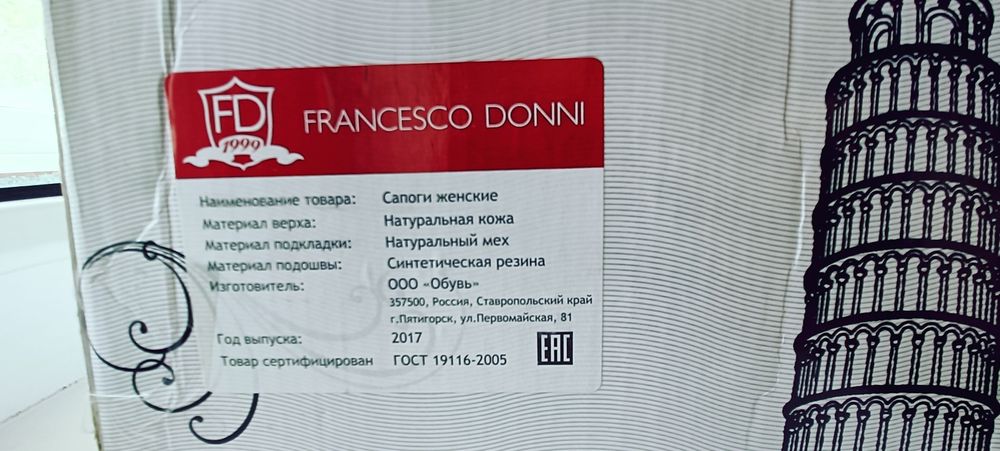 FD
1999
FRANCESCO DONNI
Наименование товара: Сапоги женские
Материал верха: Натуральная кожа
Материал подкладки: Натуральный мех
Материал подошвы: Синтетическая резина
Изготовитель: ООО «Обувь»
357500, Россия, Ставропольский край
г.Пятигорск, ул.Первомайская, 81
Год выпуска: 2017
Товар сертифицирован ГОСТ 19116-2005
EAC